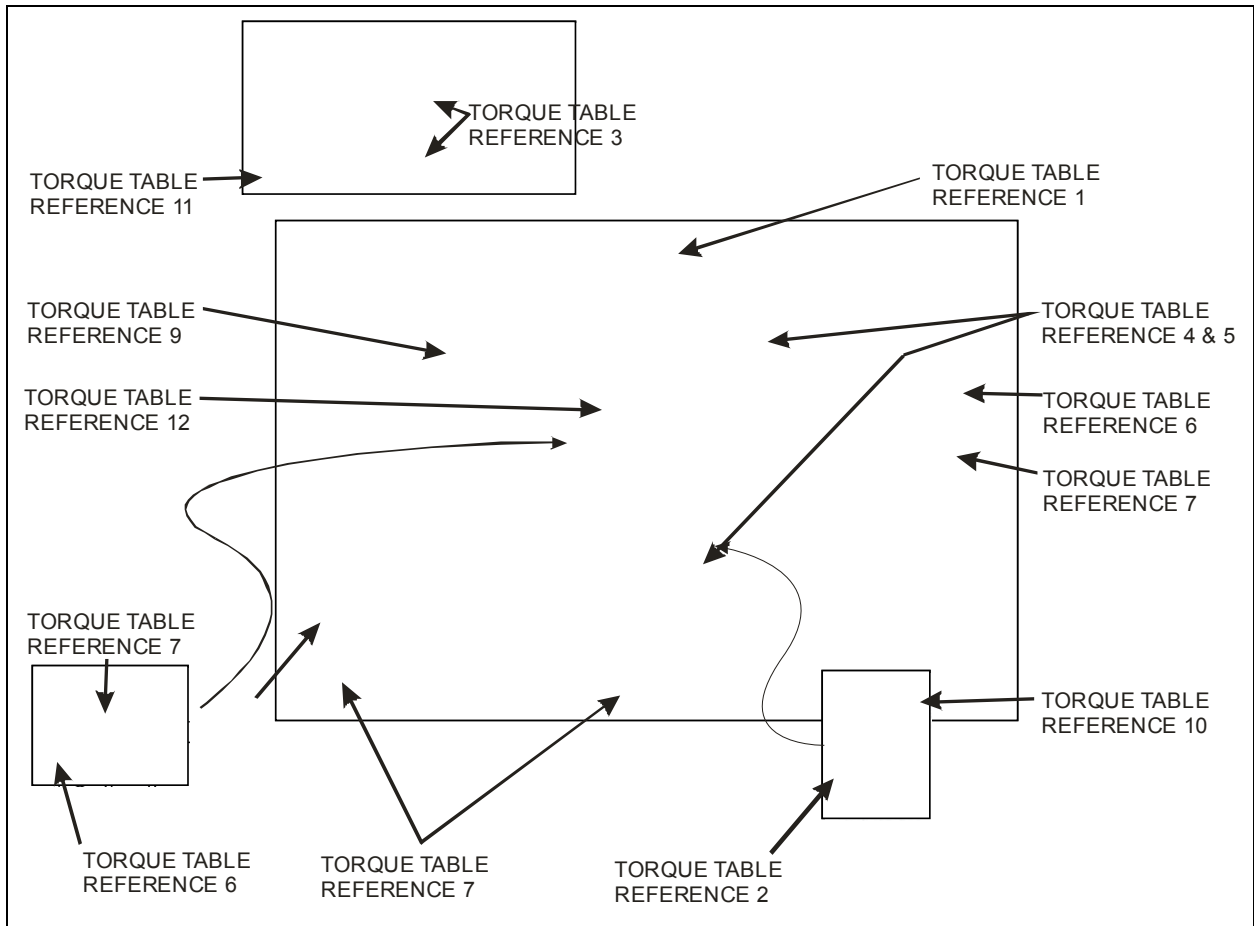 TORQUE TABLE
REFERENCE 3
TORQUE TABLE
REFERENCE 11
TORQUE TABLE
REFERENCE 1
TORQUE TABLE
REFERENCE 9
TORQUE TABLE
REFERENCE 4 & 5
TORQUE TABLE
REFERENCE 12
TORQUE TABLE
REFERENCE 6
TORQUE TABLE
REFERENCE 7
TORQUE TABLE
REFERENCE 7
TORQUE TABLE
REFERENCE 10
TORQUE TABLE
REFERENCE 6
TORQUE TABLE
REFERENCE 7
TORQUE TABLE
REFERENCE 2